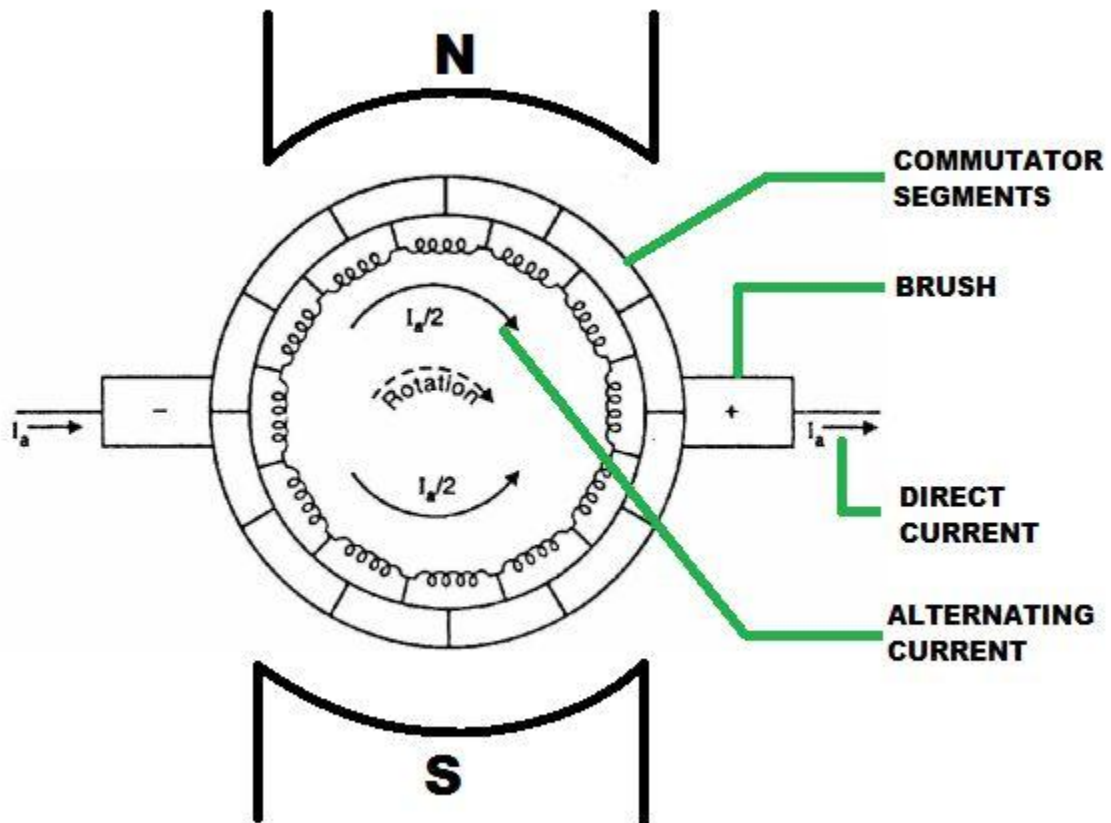 N
COMMUTATOR
SEGMENTS
BRUSH
Iₐ/2
Rotation
−
+
Iₐ
Iₐ
Iₐ/2
DIRECT
CURRENT
ALTERNATING
CURRENT
S